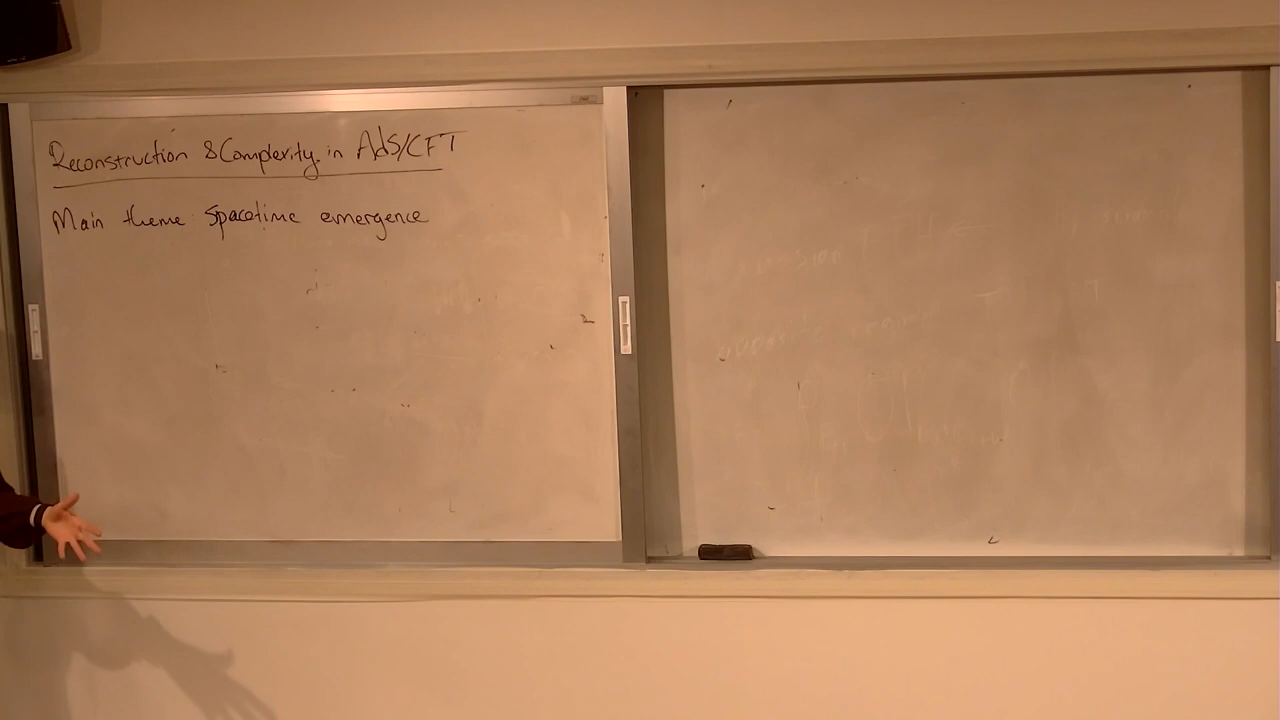 Reconstruction & Complexity in AdS/CFT
Main theme: Spacetime emergence